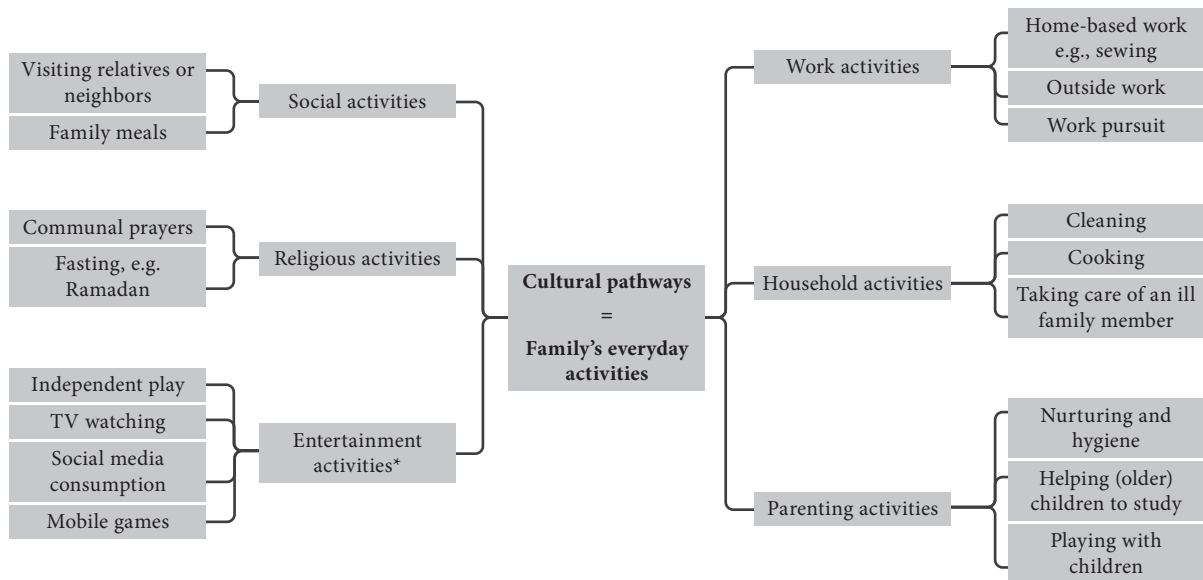 Visiting relatives or
neighbors
Family meals
Social activities
Communal prayers
Fasting, e.g.
Ramadan
Religious activities
Independent play
TV watching
Social media
consumption
Mobile games
Entertainment
activities*
Cultural pathways
=
Family’s everyday
activities
Work activities
Home-based work
e.g., sewing
Outside work
Work pursuit
Household activities
Cleaning
Cooking
Taking care of an ill
family member
Parenting activities
Nurturing and
hygiene
Helping (older)
children to study
Playing with
children